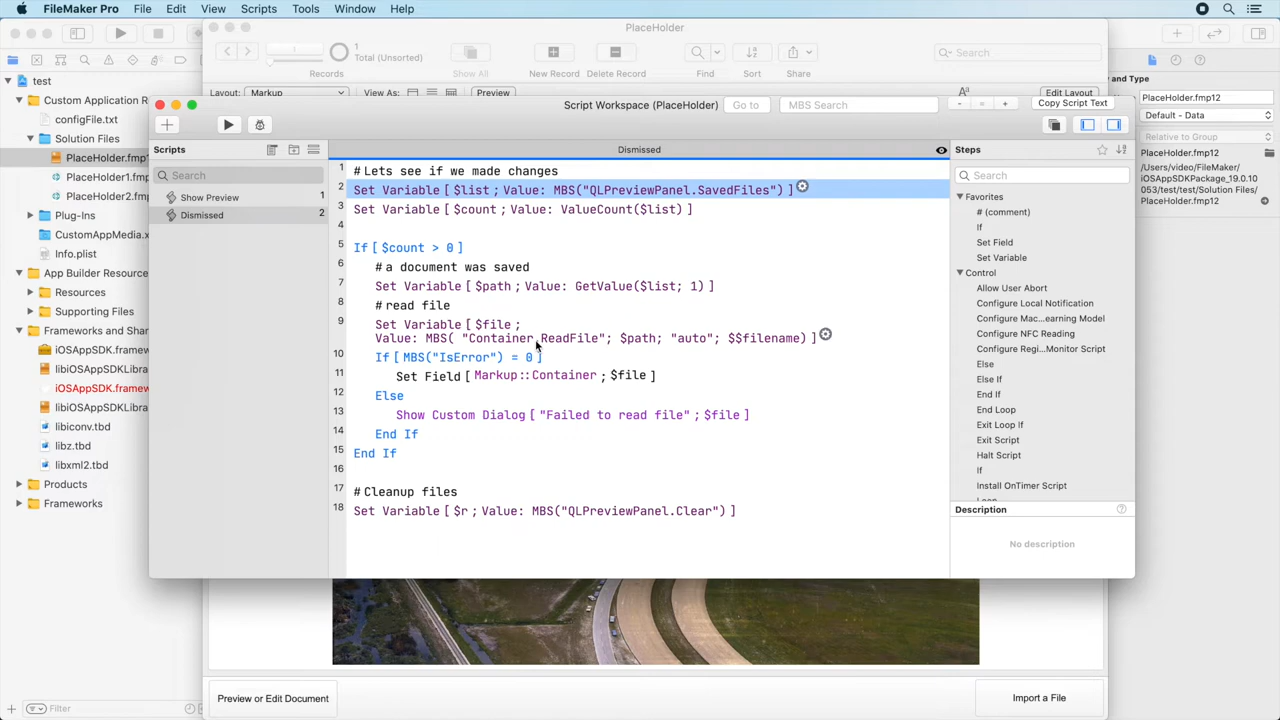 FileMaker Pro File Edit View Scripts Tools Window Help
PlaceHolder
1
Total (Unsorted)
Search
Records Show All New Record Delete Record Find Sort Share
Layout: Markup View As: Preview Edit Layout
test
Custom Application R
configFile.txt
Solution Files
PlaceHolder.fmp1
PlaceHolder1.fmp
PlaceHolder2.fmp
Plug-Ins
CustomAppMedia.x
Info.plist
App Builder Resource
Resources
Supporting Files
Frameworks and Shar
iOSAppSDK.framew
libiOSAppSDKLibra
iOSAppSDK.framew
libiOSAppSDKLibra
libiconv.tbd
libz.tbd
libxml2.tbd
Products
Frameworks
Filter
Script Workspace (PlaceHolder) Go to MBS Search - = + Copy Script Text
Scripts
Search
Show Preview 1
Dismissed 2
Dismissed
1 # Lets see if we made changes
2 Set Variable [ $list ; Value: MBS("QLPreviewPanel.SavedFiles") ]
3 Set Variable [ $count ; Value: ValueCount($list) ]
4
5 If [ $count > 0 ]
6 # a document was saved
7 Set Variable [ $path ; Value: GetValue($list; 1) ]
8 # read file
9 Set Variable [ $file ;
Value: MBS( "Container.ReadFile"; $path; "auto"; $$filename) ]
10 If [ MBS("IsError") = 0 ]
11 Set Field [ Markup::Container ; $file ]
12 Else
13 Show Custom Dialog [ "Failed to read file" ; $file ]
14 End If
15 End If
16
17 # Cleanup files
18 Set Variable [ $r ; Value: MBS("QLPreviewPanel.Clear") ]
Steps
Search
Favorites
# (comment)
If
Set Field
Set Variable
Control
Allow User Abort
Configure Local Notification
Configure Mac...earning Model
Configure NFC Reading
Configure Regi...Monitor Script
Else
Else If
End If
End Loop
Exit Loop If
Exit Script
Halt Script
If
Install OnTimer Script
Loop
Description
No description
and Type
PlaceHolder.fmp12
Default - Data
Relative to Group
PlaceHolder.fmp12
/Users/video/FileMaker/
iOSAppSDKPackage_19.0.10
053/test/test/Solution Files/
PlaceHolder.fmp12
Preview or Edit Document
Import a File